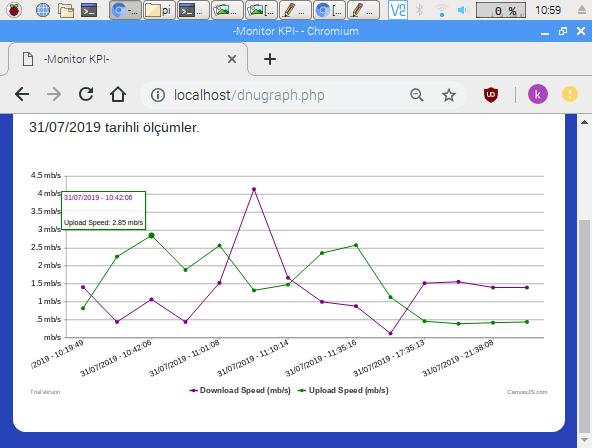 -...
pi
...
...
[...
...
[...
...
V2
0 %
10:59
-Monitor KPI- - Chromium
-Monitor KPI-
localhost/dnugraph.php
k
31/07/2019 tarihli ölçümler.
4.5 mb/s
4 mb/s
3.5 mb/s
3 mb/s
2.5 mb/s
2 mb/s
1.5 mb/s
1 mb/s
.5 mb/s
mb/s
31/07/2019 - 10:42:06
Upload Speed: 2.85 mb/s
/2019 - 10:19:49
31/07/2019 - 10:42:06
31/07/2019 - 11:01:08
31/07/2019 - 11:10:14
31/07/2019 - 11:35:16
31/07/2019 - 17:35:13
31/07/2019 - 21:38:08
Download Speed (mb/s) Upload Speed (mb/s)
Trial Version
CanvasJS.com